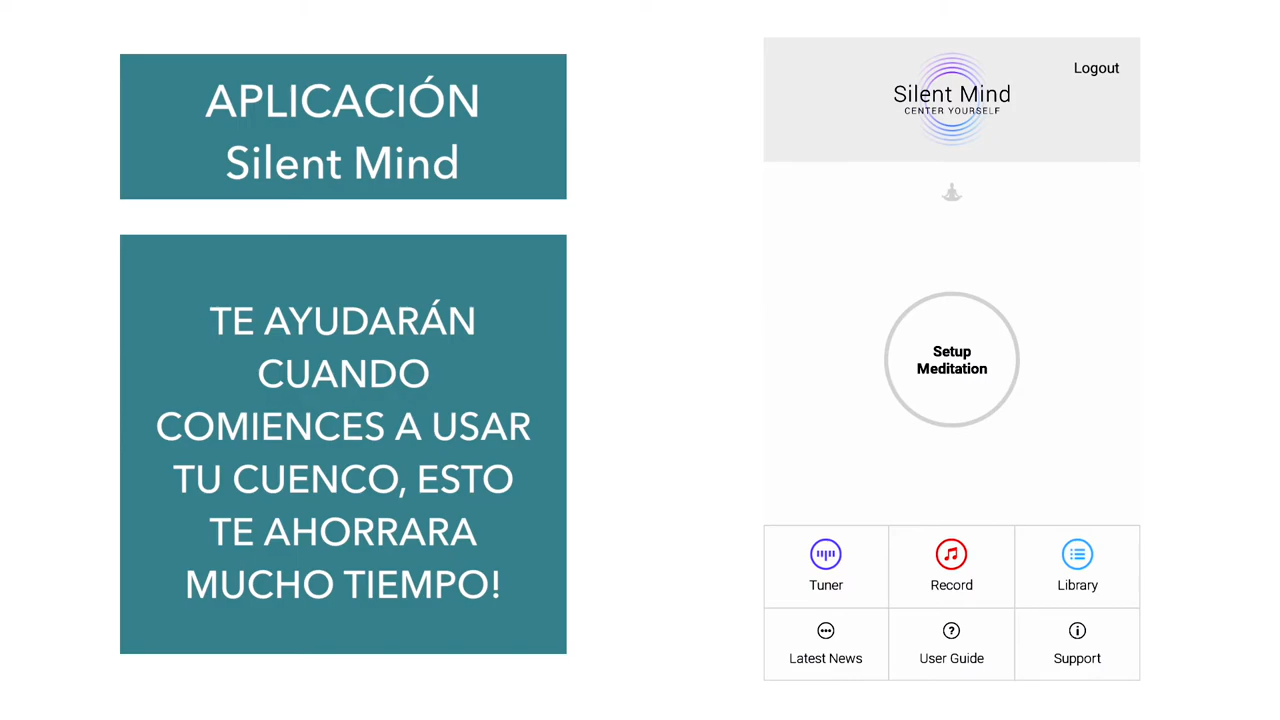 APLICACIÓN
Silent Mind
TE AYUDARÁN
CUANDO
COMIENCES A USAR
TU CUENCO, ESTO
TE AHORRARA
MUCHO TIEMPO!
Logout
Silent Mind
CENTER YOURSELF
Setup
Meditation
Tuner
Record
Library
Latest News
User Guide
Support